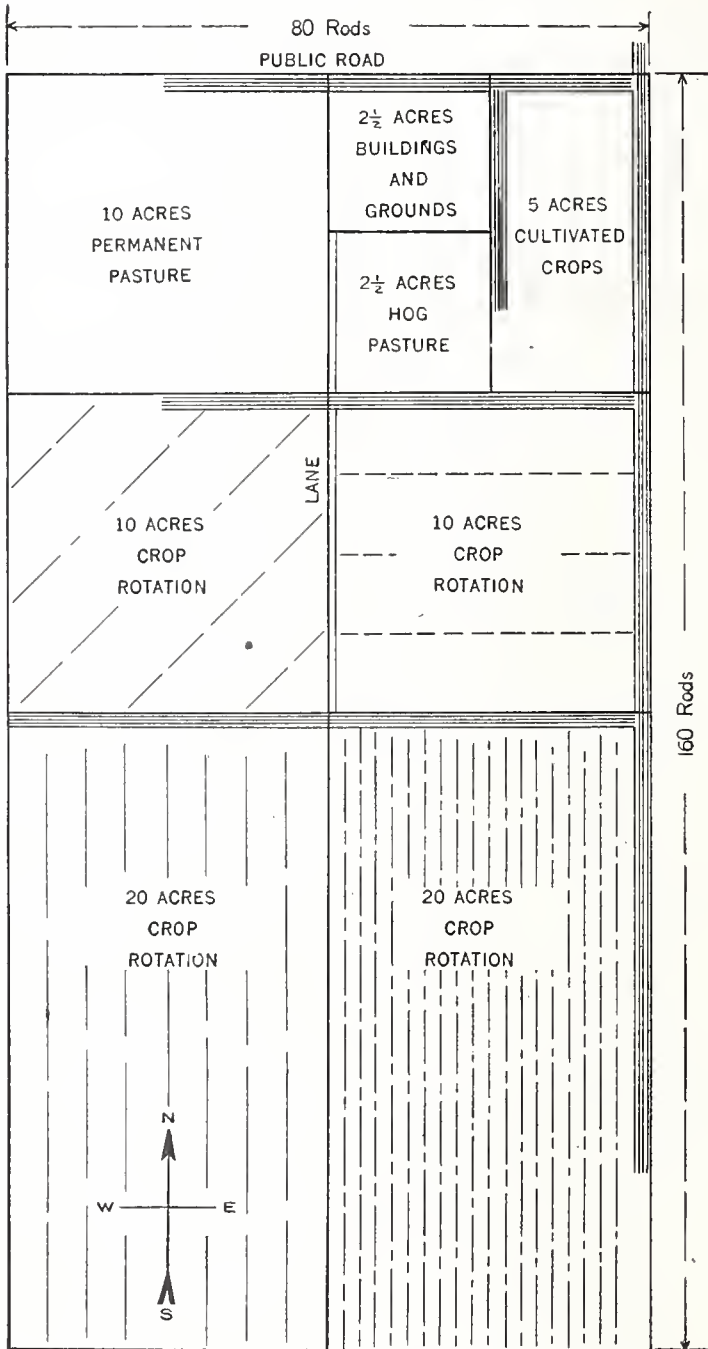 80 Rods
PUBLIC ROAD
10 ACRES
PERMANENT
PASTURE
2½ ACRES
BUILDINGS
AND
GROUNDS
5 ACRES
CULTIVATED
CROPS
2½ ACRES
HOG
PASTURE
10 ACRES
CROP
ROTATION
LANE
10 ACRES
CROP
ROTATION
160 Rods
20 ACRES
CROP
ROTATION
20 ACRES
CROP
ROTATION
N
W E
S